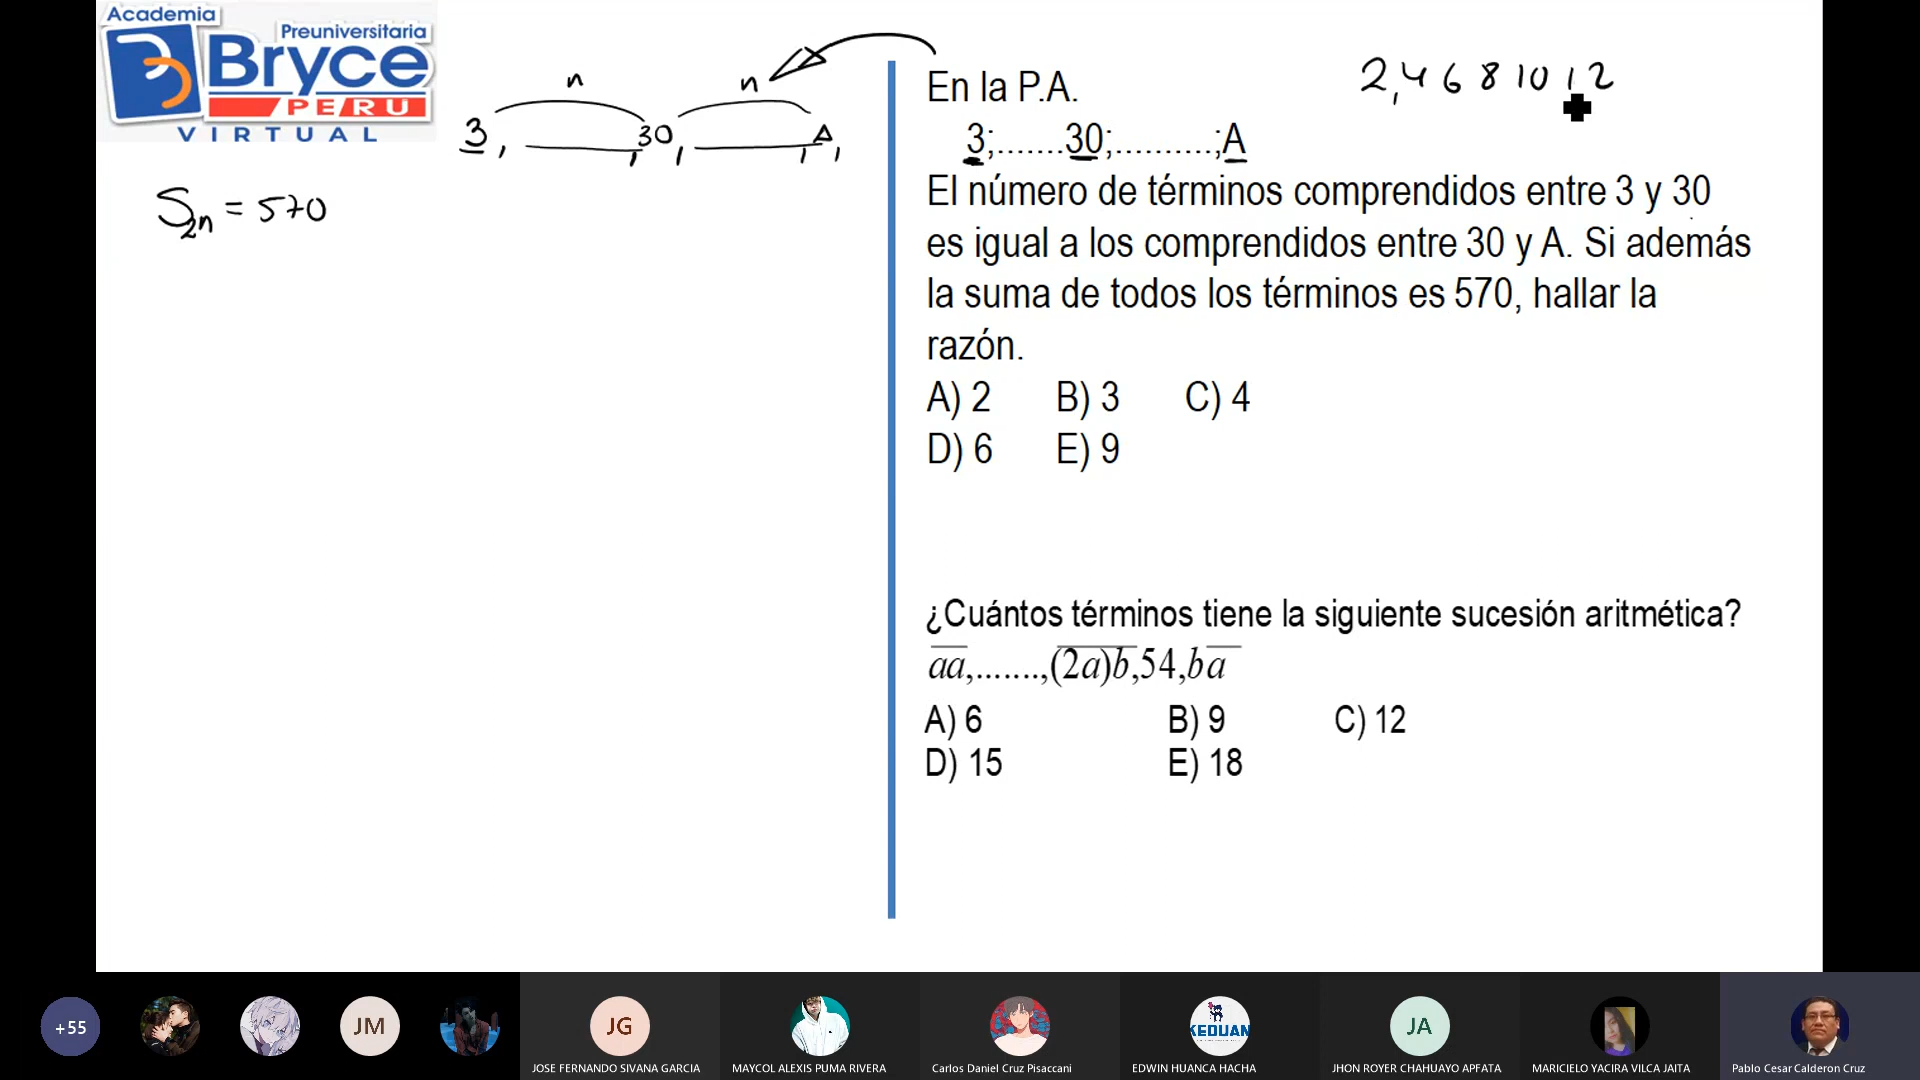 Academia
Preuniversitaria
Bryce
PERU
VIRTUAL
n n
3, ______, 30, ______, A,
S2n = 570
2,4 6 8 10 12
En la P.A.
3;.......30;..........;A
El número de términos comprendidos entre 3 y 30
es igual a los comprendidos entre 30 y A. Si además
la suma de todos los términos es 570, hallar la
razón.
A) 2 B) 3 C) 4
D) 6 E) 9
¿Cuántos términos tiene la siguiente sucesión aritmética?
aa,.......,(2a)b,54,ba
A) 6 B) 9 C) 12
D) 15 E) 18
+55
JM
JG
KEDUAN
JA
JOSE FERNANDO SIVANA GARCIA
MAYCOL ALEXIS PUMA RIVERA
Carlos Daniel Cruz Pisaccani
EDWIN HUANCA HACHA
JHON ROYER CHAHUAYO APFATA
MARICIELO YACIRA VILCA JAITA
Pablo Cesar Calderon Cruz